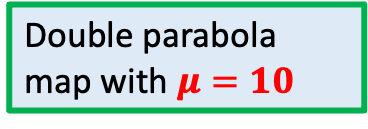 Double parabola
map with μ = 10